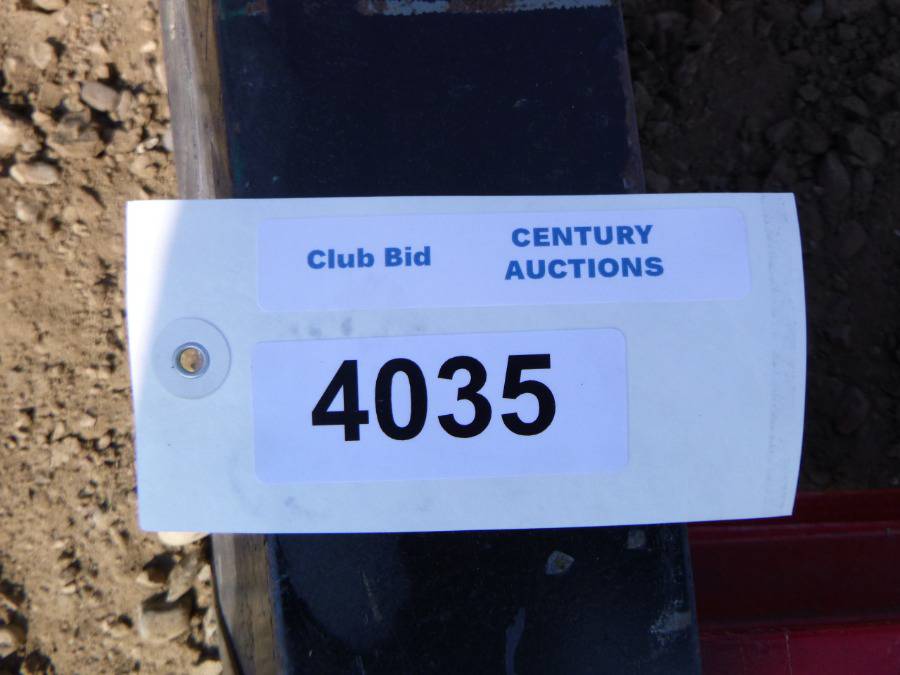 Club Bid
CENTURY
AUCTIONS
4035